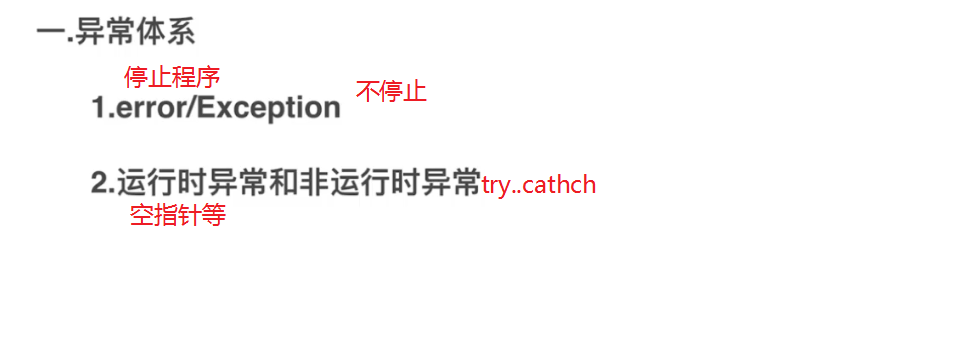 一.异常体系
停止程序
不停止
1.error/Exception
2.运行时异常和非运行时异常try..cathch
空指针等